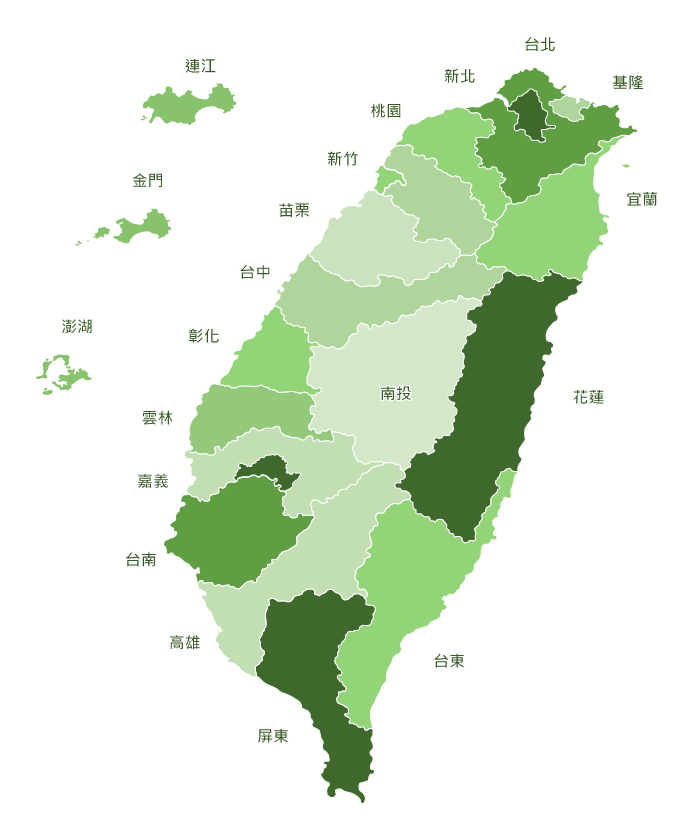 台北
連江
新北
基隆
桃園
新竹
金門
宜蘭
苗栗
台中
澎湖
彰化
南投
花蓮
雲林
嘉義
台南
高雄
台東
屏東